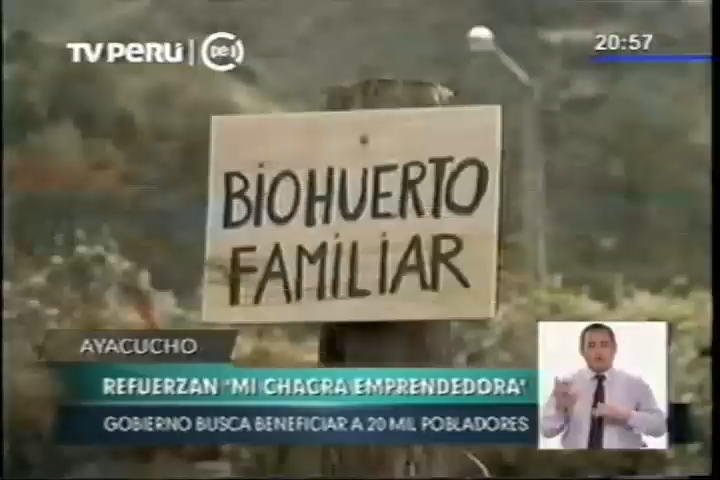 TV PERÚ
20:57
BIOHUERTO
FAMILIAR
AYACUCHO
REFUERZAN "MI CHACRA EMPRENDEDORA"
GOBIERNO BUSCA BENEFICIAR A 20 MIL POBLADORES